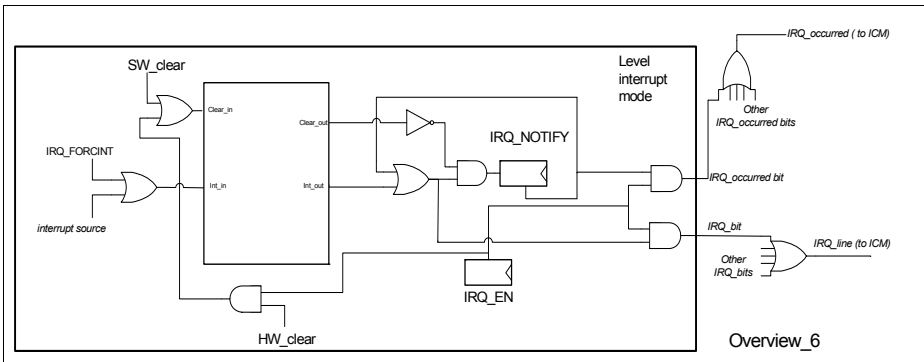 IRQ_occurred ( to ICM)
Level
interrupt
mode
SW_clear
Clear_in
Clear_out
Other
IRQ_occurred bits
IRQ_NOTIFY
IRQ_FORCINT
IRQ_occurred bit
Int_in
Int_out
interrupt source
IRQ_bit
IRQ_line (to ICM)
Other
IRQ_bits
IRQ_EN
HW_clear
Overview_6